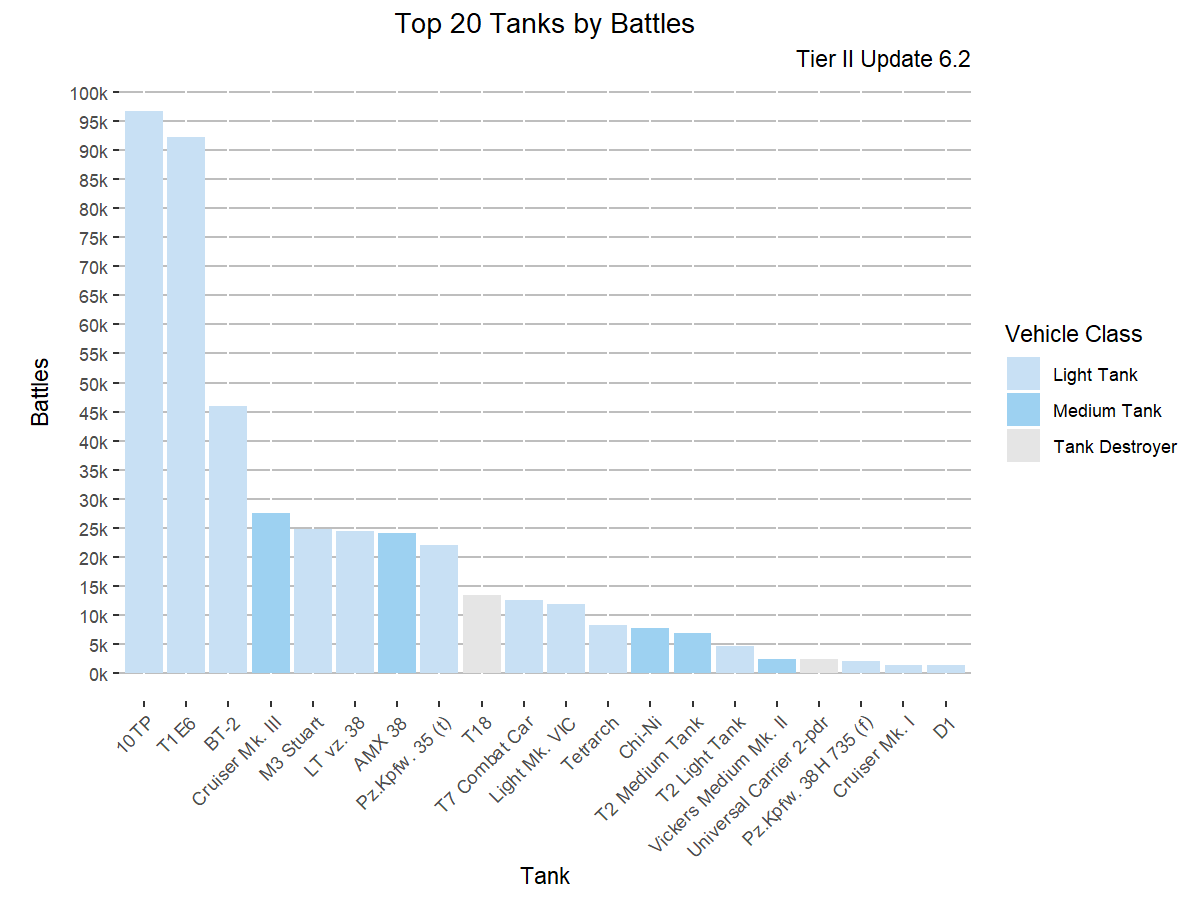 Top 20 Tanks by Battles
Tier II Update 6.2
100k
95k
90k
85k
80k
75k
70k
65k
60k
55k
50k
45k
40k
35k
30k
25k
20k
15k
10k
5k
0k
Battles
10TP
T1E6
BT-2
Cruiser Mk. III
M3 Stuart
LT vz. 38
AMX 38
Pz.Kpfw. 35 (t)
T18
T7 Combat Car
Light Mk. VIC
Tetrarch
Chi-Ni
T2 Medium Tank
T2 Light Tank
Vickers Medium Mk. II
Universal Carrier 2-pdr
Pz.Kpfw. 38 H 735 (f)
Cruiser Mk. I
D1
Tank
Vehicle Class
Light Tank
Medium Tank
Tank Destroyer